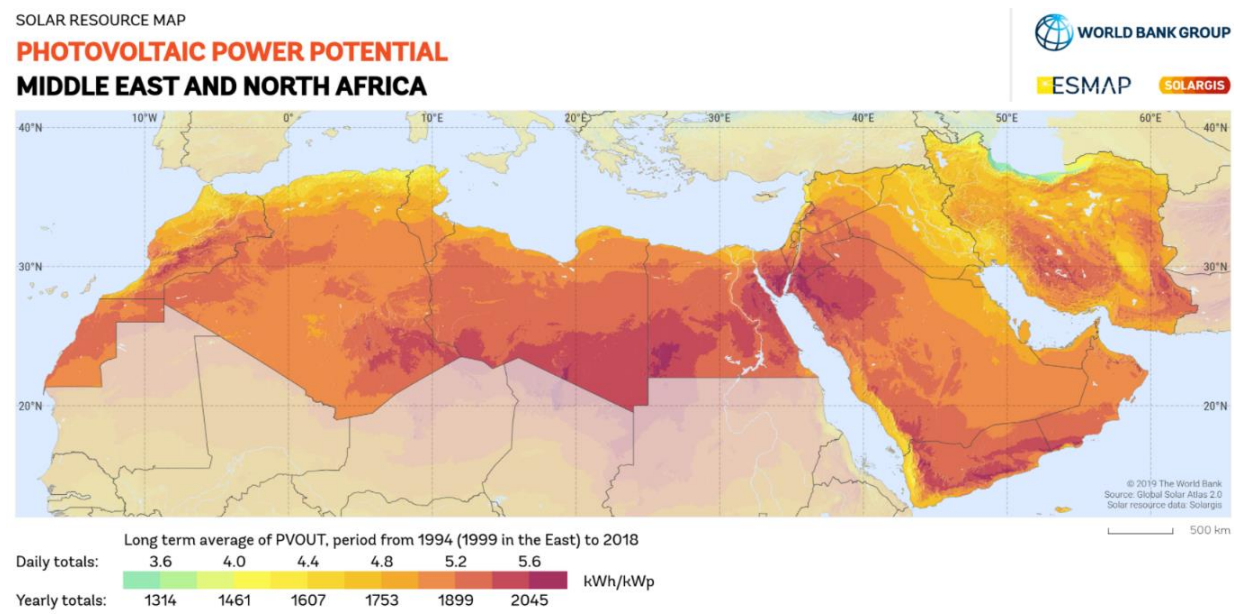 SOLAR RESOURCE MAP
PHOTOVOLTAIC POWER POTENTIAL
MIDDLE EAST AND NORTH AFRICA
WORLD BANK GROUP
ESMAP
SOLARGIS
10°W 0° 10°E 20°E 30°E 40°E 50°E 60°E
40°N 40°N
30°N 30°N
20°N 20°N
© 2019 The World Bank
Source: Global Solar Atlas 2.0
Solar resource data: Solargis
500 km
Long term average of PVOUT, period from 1994 (1999 in the East) to 2018
Daily totals: 3.6 4.0 4.4 4.8 5.2 5.6
kWh/kWp
Yearly totals: 1314 1461 1607 1753 1899 2045